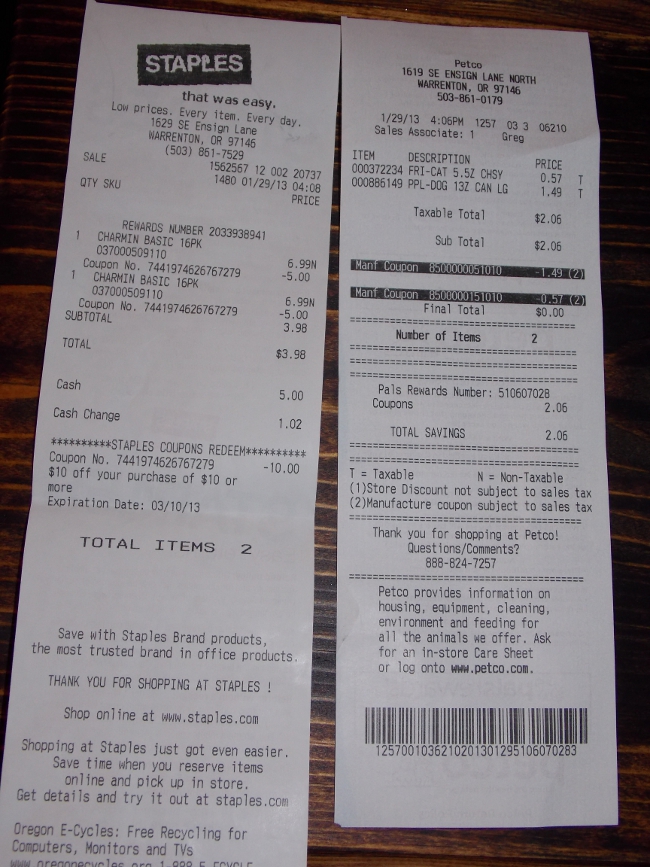 STAPLES
that was easy.
Low prices. Every item. Every day.
1629 SE Ensign Lane
WARRENTON, OR 97146
(503) 861-7529
SALE 1562567 12 002 20737
1480 01/29/13 04:08
QTY SKU PRICE
REWARDS NUMBER 2033938941
1 CHARMIN BASIC 16PK
037000509110 6.99N
Coupon No. 7441974626767279 -5.00
1 CHARMIN BASIC 16PK
037000509110 6.99N
Coupon No. 7441974626767279 -5.00
SUBTOTAL 3.98
TOTAL $3.98
Cash 5.00
Cash Change 1.02
**********STAPLES COUPONS REDEEM**********
Coupon No. 7441974626767279 -10.00
$10 off your purchase of $10 or
more
Expiration Date: 03/10/13
TOTAL ITEMS 2
Save with Staples Brand products,
the most trusted brand in office products.
THANK YOU FOR SHOPPING AT STAPLES !
Shop online at www.staples.com
Shopping at Staples just got even easier.
Save time when you reserve items
online and pick up in store.
Get details and try it out at staples.com
Oregon E-Cycles: Free Recycling for
Computers, Monitors and TVs
www.oregonecycles.org 1-888-5-ECYCLE
Petco
1619 SE ENSIGN LANE NORTH
WARRENTON, OR 97146
503-861-0179
1/29/13 4:06PM 1257 03 3 06210
Sales Associate: 1 Greg
ITEM DESCRIPTION PRICE
000372234 FRI-CAT 5.5Z CHSY 0.57 T
000886149 PPL-DOG 13Z CAN LG 1.49 T
Taxable Total $2.06
Sub Total $2.06
Manf Coupon 8500000051010 -1.49 (2)
Manf Coupon 8500000151010 -0.57 (2)
Final Total $0.00
Number of Items 2
Pals Rewards Number: 510607028
Coupons 2.06
TOTAL SAVINGS 2.06
T = Taxable N = Non-Taxable
(1)Store Discount not subject to sales tax
(2)Manufacture coupon subject to sales tax
Thank you for shopping at Petco!
Questions/Comments?
888-824-7257
Petco provides information on
housing, equipment, cleaning,
environment and feeding for
all the animals we offer. Ask
for an in-store Care Sheet
or log onto www.petco.com.
1257001036210201301295106070283